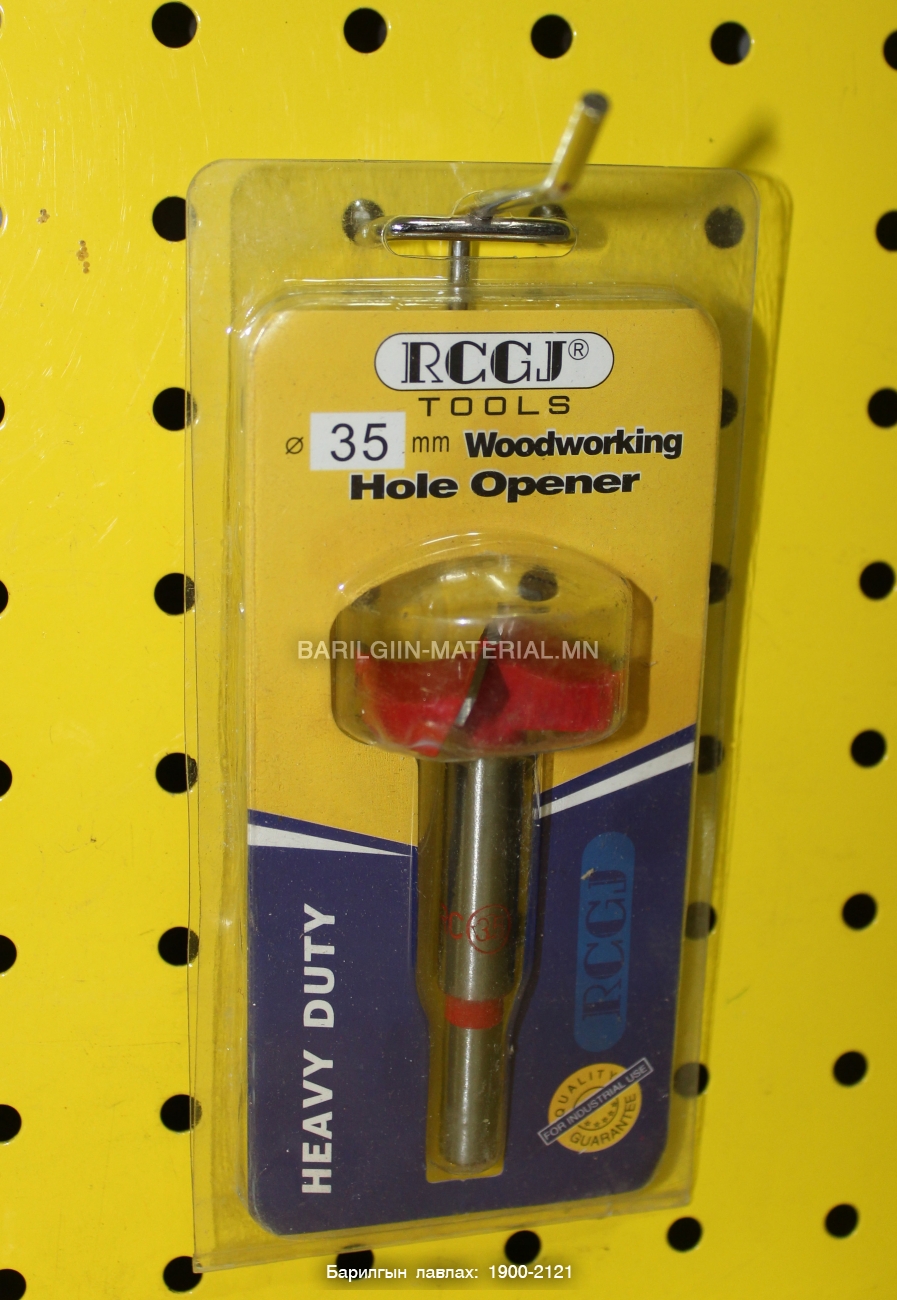 RCGJ®
TOOLS
Ø 35 mm Woodworking
Hole Opener
BARILGIIN-MATERIAL.MN
HEAVY DUTY
RCGJ
QUALITY
FOR INDUSTRIAL USE
GUARANTEE
Барилгын лавлах: 1900-2121